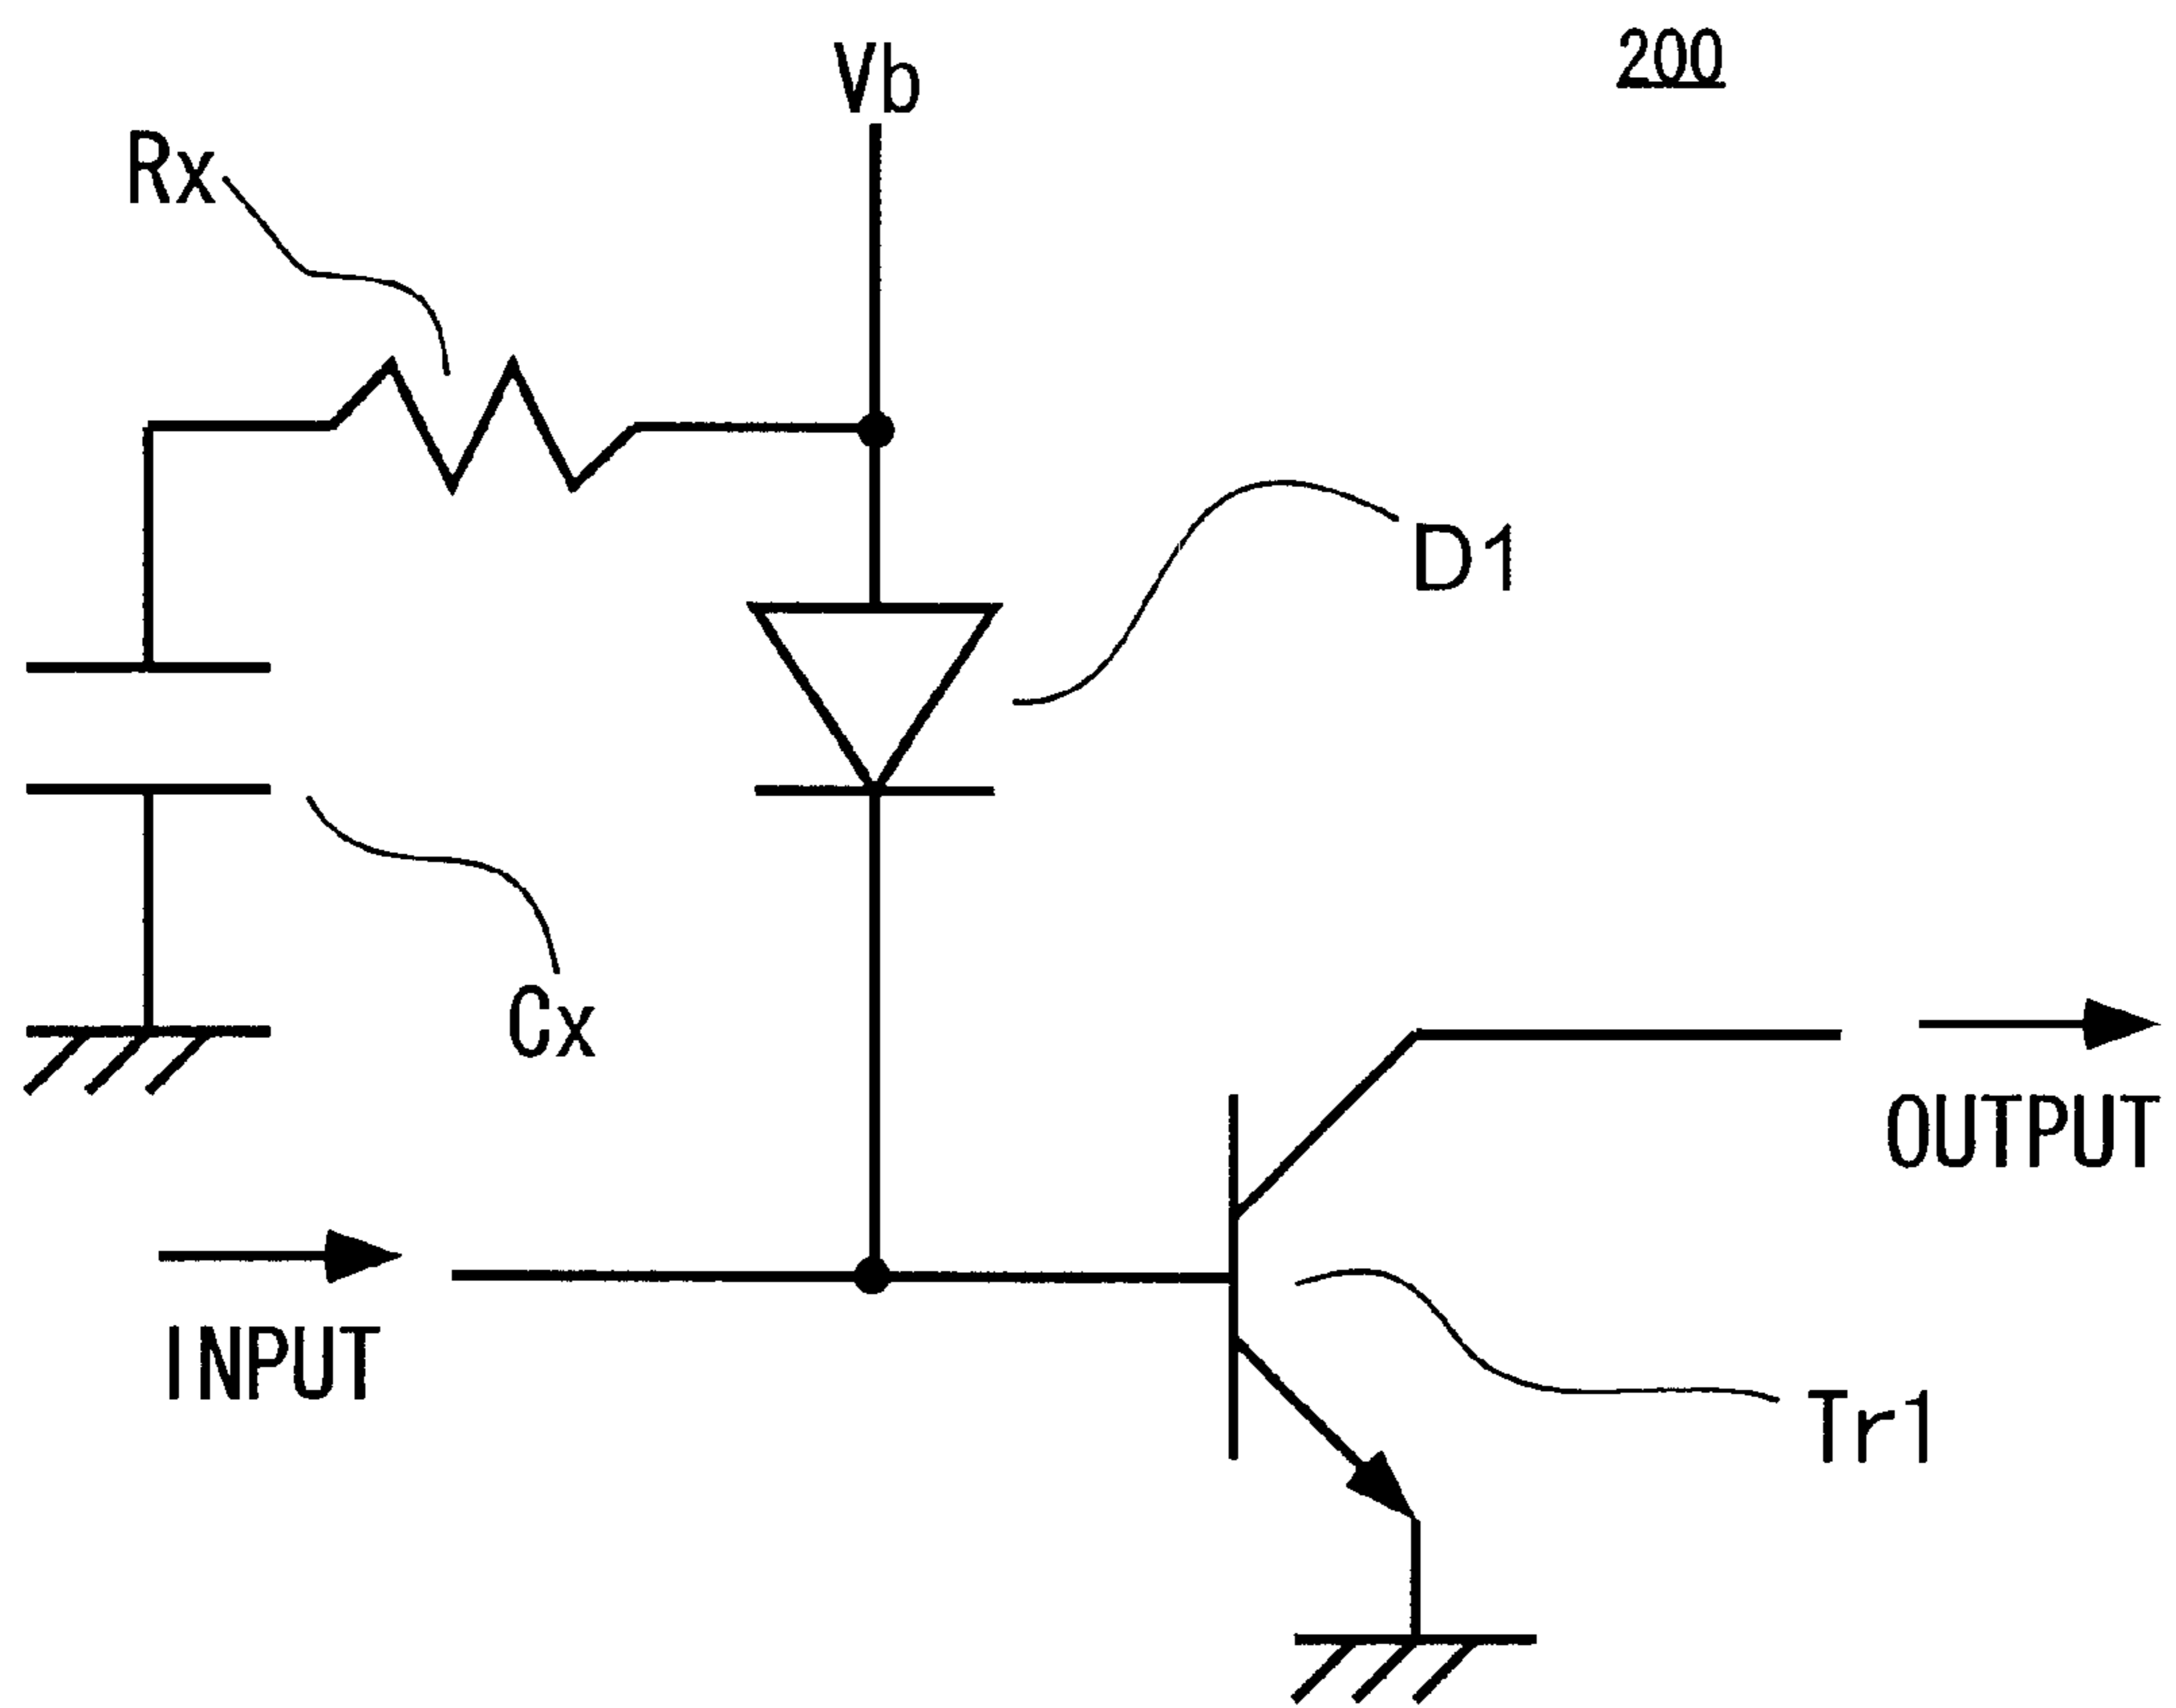 200
Vb
Rx
D1
Cx
OUTPUT
INPUT
Tr1